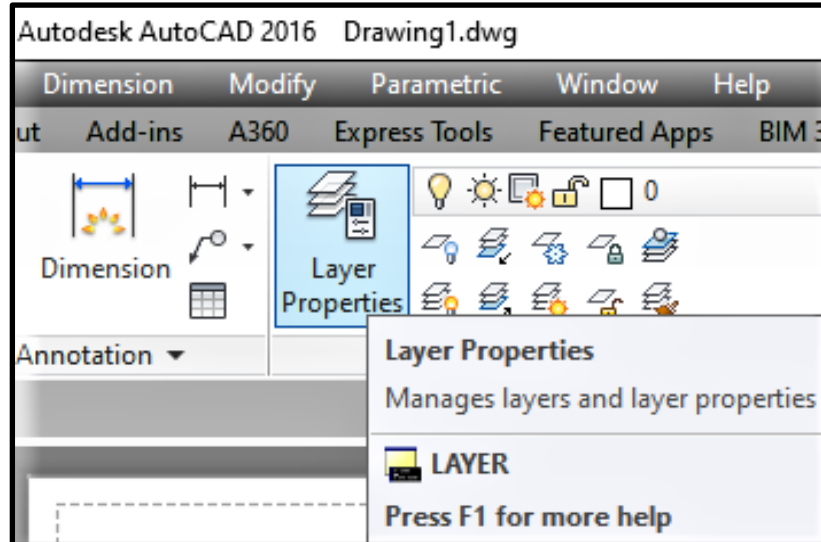 Autodesk AutoCAD 2016 Drawing1.dwg
Dimension Modify Parametric Window Help
ut Add-ins A360 Express Tools Featured Apps BIM 3
0
Dimension
Layer
Properties
Annotation
Layer Properties
Manages layers and layer properties
LAYER
Press F1 for more help